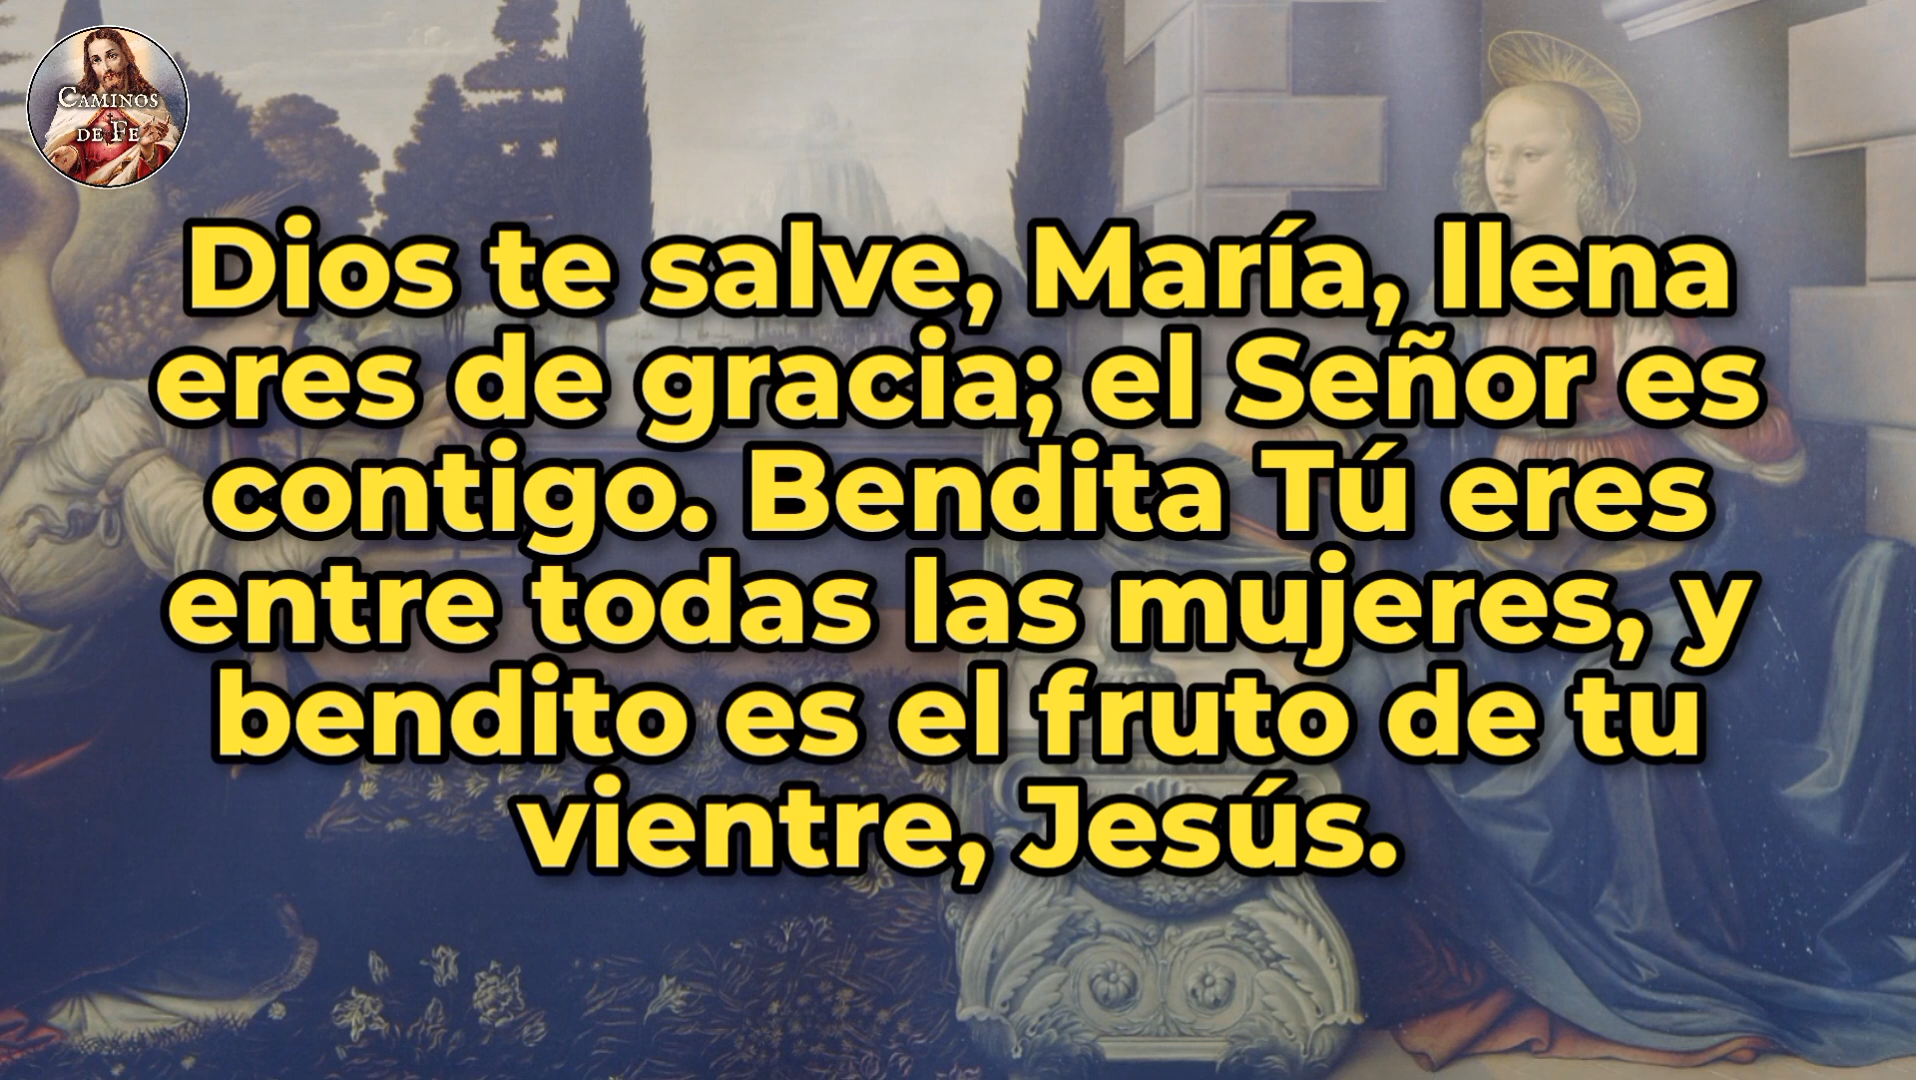 CAMINOS
DE FE
Dios te salve, María, llena
eres de gracia; el Señor es
contigo. Bendita Tú eres
entre todas las mujeres, y
bendito es el fruto de tu
vientre, Jesús.